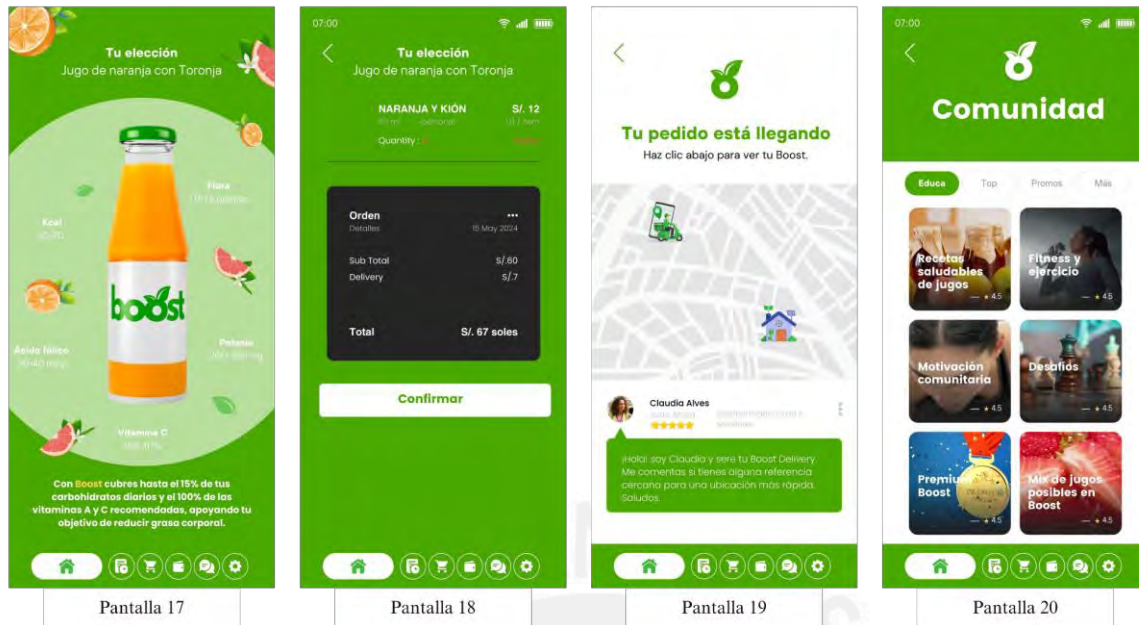 Tu elección
Jugo de naranja con Toronja
Fibra
Kcal
boost
Ácido fólico
Potasio
Vitamina C
Con Boost cubres hasta el 15% de tus
carbohidratos diarios y el 100% de las
vitaminas A y C recomendadas, apoyando tu
objetivo de reducir grasa corporal.
Pantalla 17
07:00
Tu elección
Jugo de naranja con Toronja
NARANJA Y KIÓN S/. 12
Quantity:
Orden ...
Detalles 15 May 2024
Sub Total S/.60
Delivery S/.7
Total S/. 67 soles
Confirmar
Pantalla 18
Tu pedido está llegando
Haz clic abajo para ver tu Boost.
Claudia Alves
¡Hola! soy Claudia y sere tu Boost Delivery.
Me comentas si tienes alguna referencia
cercana para una ubicación más rápida.
Saludos.
Pantalla 19
07:00
Comunidad
Educa Top Promos Más
Recetas
saludables
de jugos
4.5
Fitness y
ejercicio
4.5
Motivación
comunitaria
4.5
Desafíos
4.5
Premium
Boost
4.5
Mix de jugos
posibles en
Boost
4.5
Pantalla 20